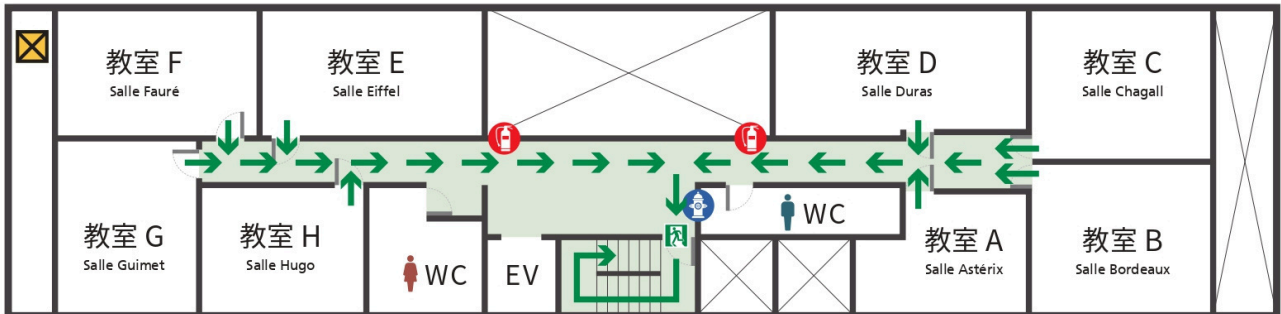 教室 F
Salle Fauré
教室 E
Salle Eiffel
教室 D
Salle Duras
教室 C
Salle Chagall
教室 G
Salle Guimet
教室 H
Salle Hugo
WC
EV
WC
教室 A
Salle Astérix
教室 B
Salle Bordeaux